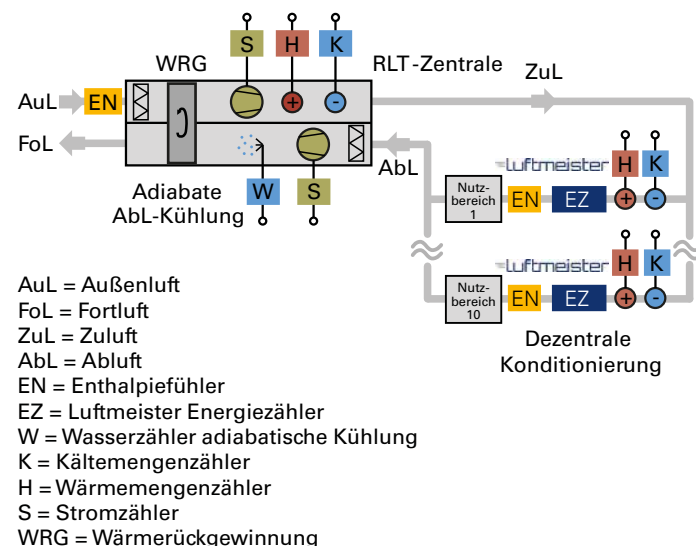 S H K
WRG
RLT-Zentrale
ZuL
AuL EN
FoL
AbL
Adiabate
AbL-Kühlung
W S
Luftmeister H K
Nutz-
bereich
1
EN EZ + -
Luftmeister H K
Nutz-
bereich
10
EN EZ + -
Dezentrale
Konditionierung
AuL = Außenluft
FoL = Fortluft
ZuL = Zuluft
AbL = Abluft
EN = Enthalpiefühler
EZ = Luftmeister Energiezähler
W = Wasserzähler adiabatische Kühlung
K = Kältemengenzähler
H = Wärmemengenzähler
S = Stromzähler
WRG = Wärmerückgewinnung